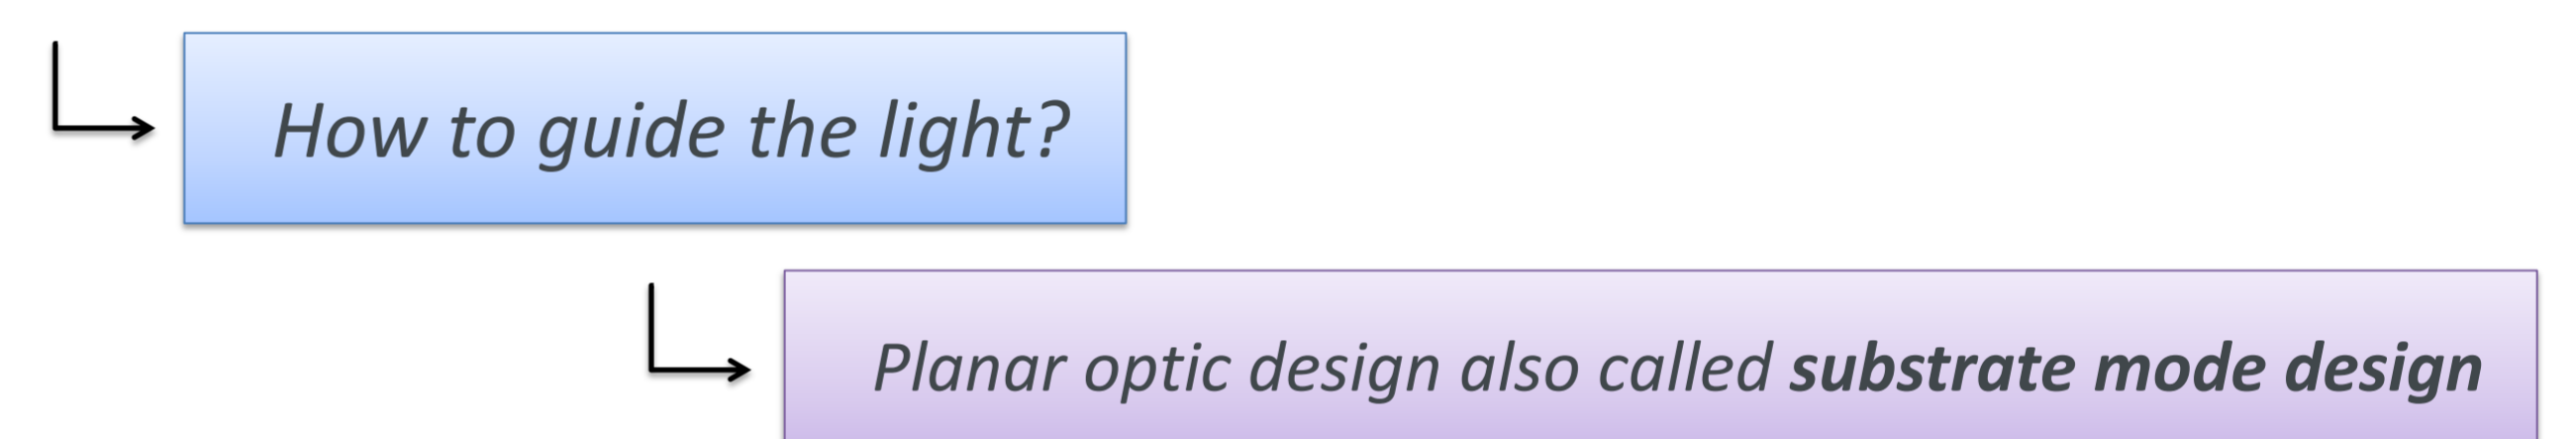 How to guide the light?
Planar optic design also called substrate mode design